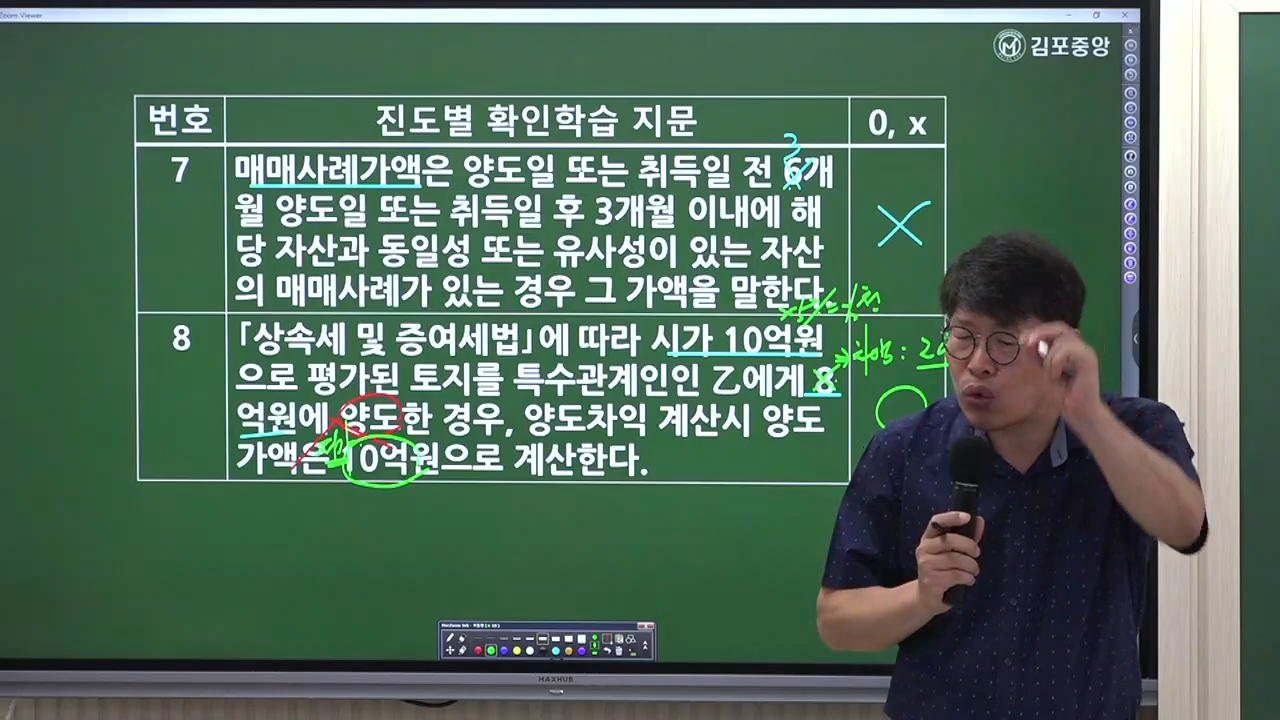 Zoom Viewer
김포중앙
번호 진도별 확인학습 지문 0, x
7 매매사례가액은 양도일 또는 취득일 전 6개
3
월 양도일 또는 취득일 후 3개월 이내에 해
당 자산과 동일성 또는 유사성이 있는 자산
의 매매사례가 있는 경우 그 가액을 말한다
8 「상속세 및 증여세법」에 따라 시가 10억원
으로 평가된 토지를 특수관계인인 乙에게 8
억원에 양도한 경우, 양도차익 계산시 양도
가액은 10억원으로 계산한다.
MAXHUB